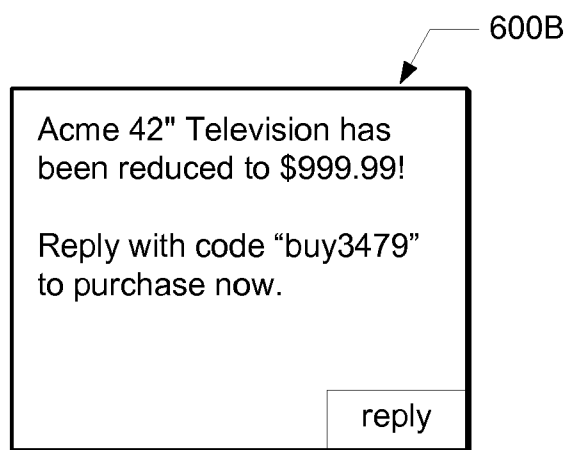 600B
Acme 42" Television has
been reduced to $999.99!
Reply with code “buy3479”
to purchase now.
reply